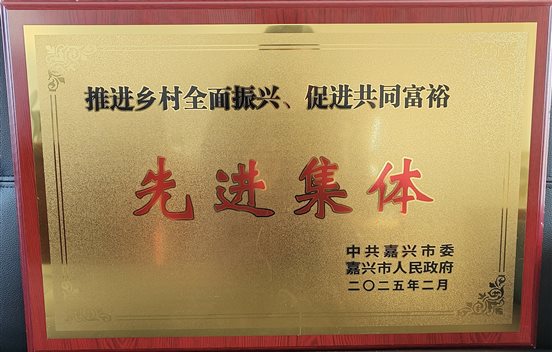 推进乡村全面振兴、促进共同富裕
先进集体
中共嘉兴市委
嘉兴市人民政府
二〇二五年二月